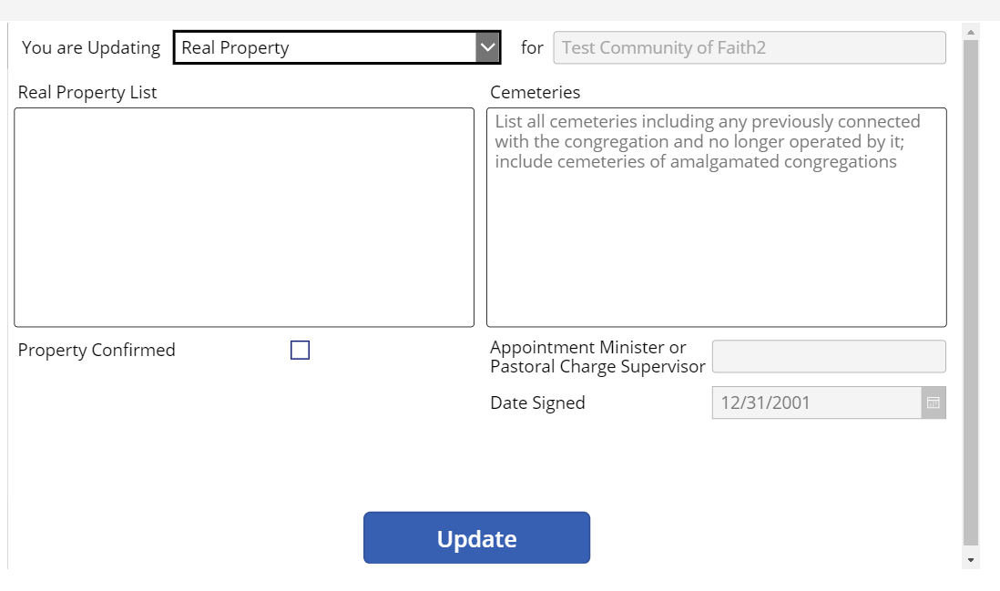 You are Updating Real Property for Test Community of Faith2
Real Property List Cemeteries
List all cemeteries including any previously connected
with the congregation and no longer operated by it;
include cemeteries of amalgamated congregations
Property Confirmed
Appointment Minister or
Pastoral Charge Supervisor
Date Signed 12/31/2001
Update